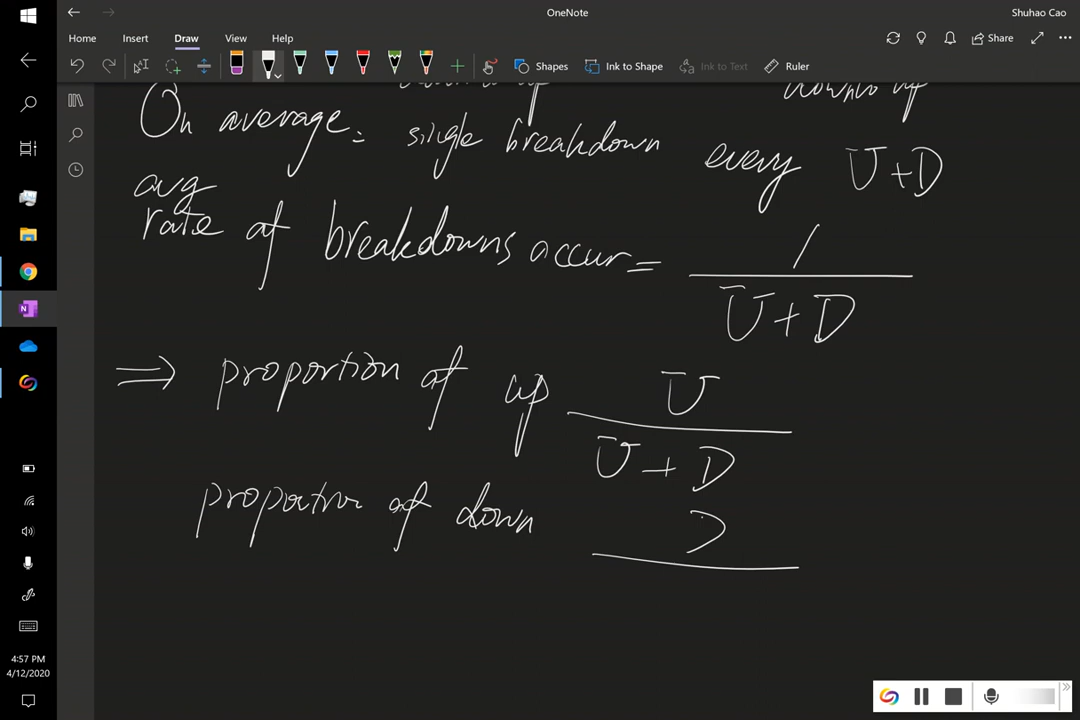 OneNote
Shuhao Cao
Home Insert Draw View Help
Share
Shapes Ink to Shape Ink to Text Ruler
On average: single breakdown every U+D
avg
rate of breakdowns occur = 1
U+D
⟹ proportion of up U
U+D
proportion of down D
4:57 PM
4/12/2020